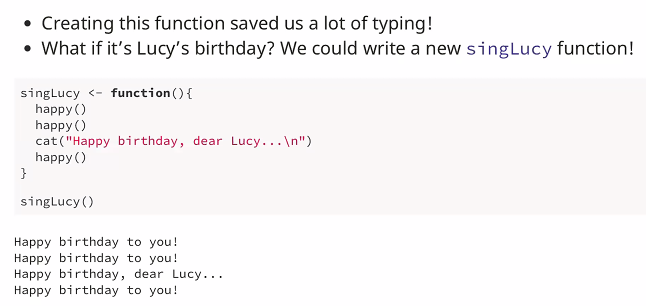 • Creating this function saved us a lot of typing!
• What if it’s Lucy’s birthday? We could write a new singLucy function!
singLucy <- function(){
  happy()
  happy()
  cat("Happy birthday, dear Lucy...\n")
  happy()
}
singLucy()
Happy birthday to you!
Happy birthday to you!
Happy birthday, dear Lucy...
Happy birthday to you!